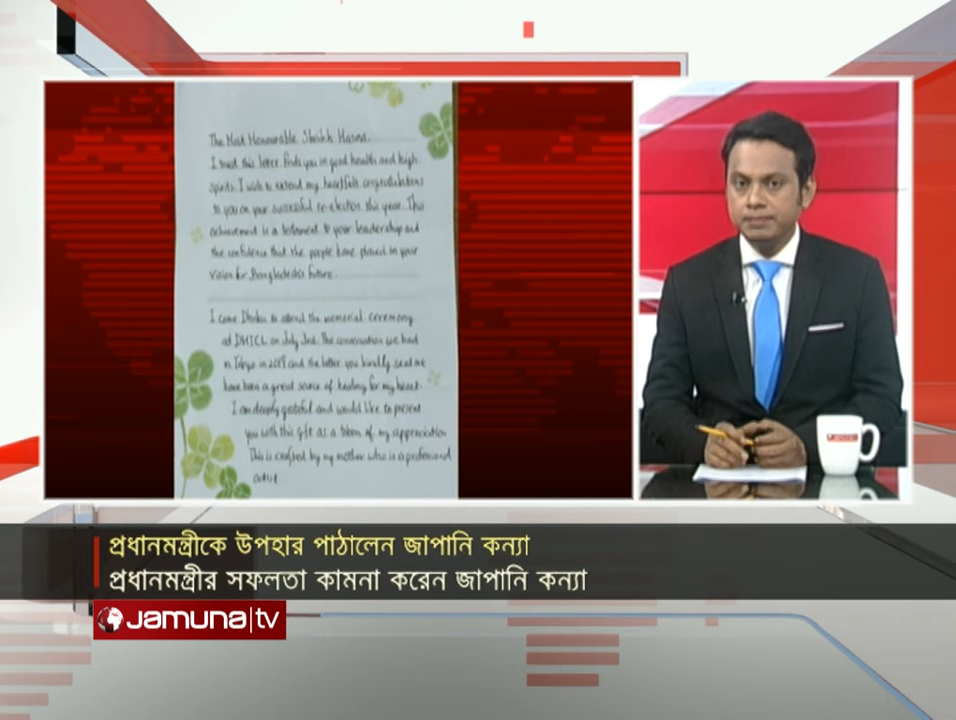 The Most Honourable Sheikh Hasina,
I trust this letter finds you in good health and high
spirits. I wish to extend my heartfelt congratulations
to you on your successful re-election this year. This
achievement is a testament to your leadership and
the confidence that the people have placed in your
vision for Bangladesh's future.
I came Dhaka to attend the memorial ceremony
at DMICL on July 3rd. The conversation we had
in Tokyo in 2019 and the letter you kindly sent me
have been a great source of healing for my heart.
I am deeply grateful and would like to present
you with this gift as a token of my appreciation
This is crafted by my mother who is a professional
artist
প্রধানমন্ত্রীকে উপহার পাঠালেন জাপানি কন্যা
প্রধানমন্ত্রীর সফলতা কামনা করেন জাপানি কন্যা
Jamuna|tv